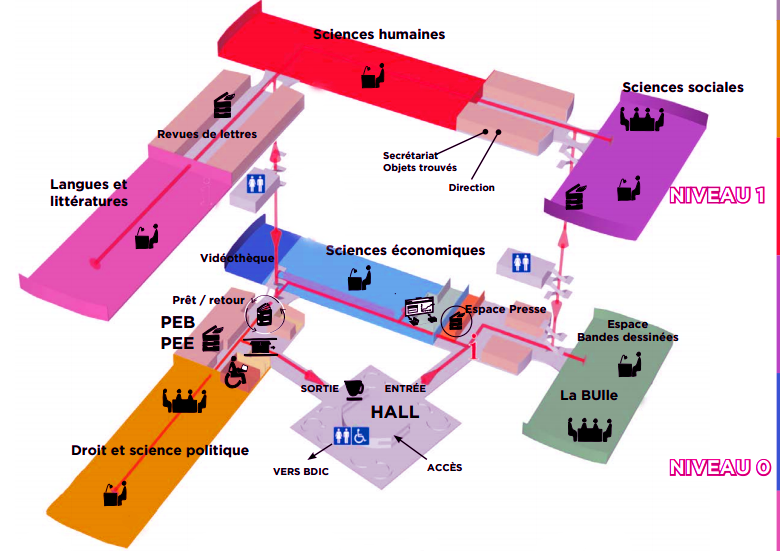 Sciences humaines
Sciences sociales
Revues de lettres
Secrétariat
Objets trouvés
Direction
Langues et
littératures
NIVEAU 1
Vidéothèque
Sciences économiques
Prêt / retour
Espace Presse
PEB
PEE
Espace
Bandes dessinées
i
SORTIE
ENTRÉE
La BUlle
HALL
Droit et science politique
VERS BDIC
ACCÈS
NIVEAU 0